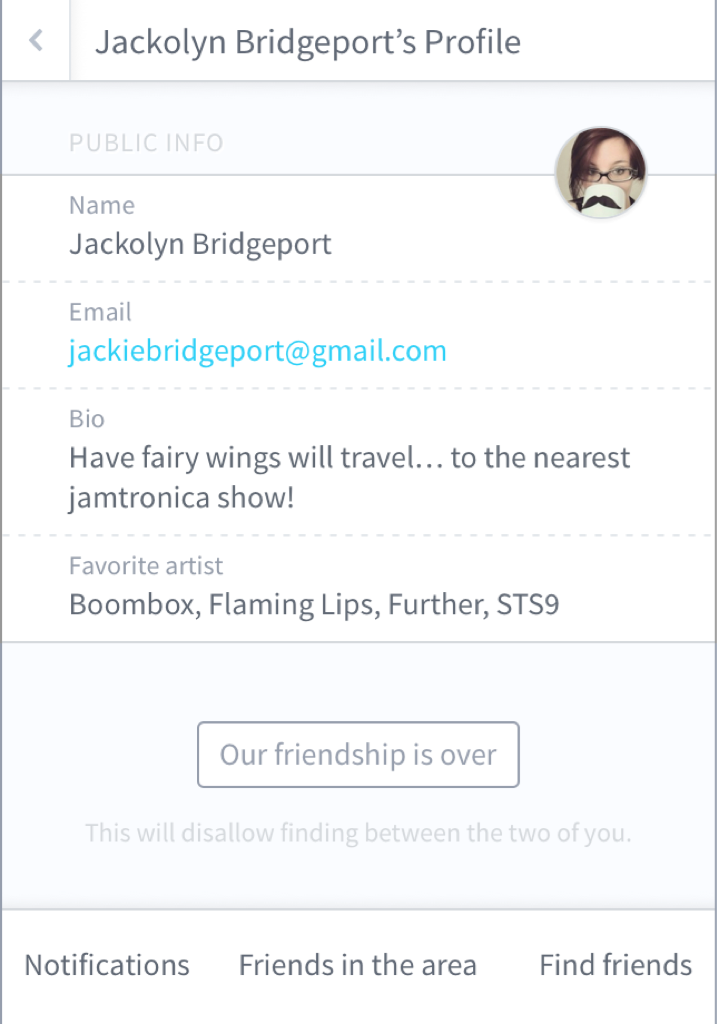 Jackolyn Bridgeport’s Profile
PUBLIC INFO
Name
Jackolyn Bridgeport
Email
jackiebridgeport@gmail.com
Bio
Have fairy wings will travel… to the nearest
jamtronica show!
Favorite artist
Boombox, Flaming Lips, Further, STS9
Our friendship is over
This will disallow finding between the two of you.
Notifications
Friends in the area
Find friends